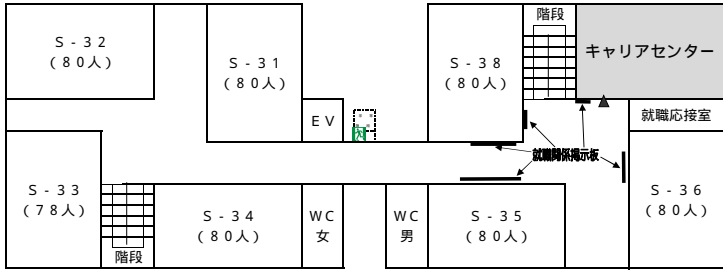 Ｓ-３２
（８０人）
Ｓ-３１
（８０人）
Ｓ-３８
（８０人）
階段
キャリアセンター
ＥＶ
就職応接室
就職関係掲示板
Ｓ-３３
（７８人）
階段
Ｓ-３４
（８０人）
ＷＣ
女
ＷＣ
男
Ｓ-３５
（８０人）
Ｓ-３６
（８０人）